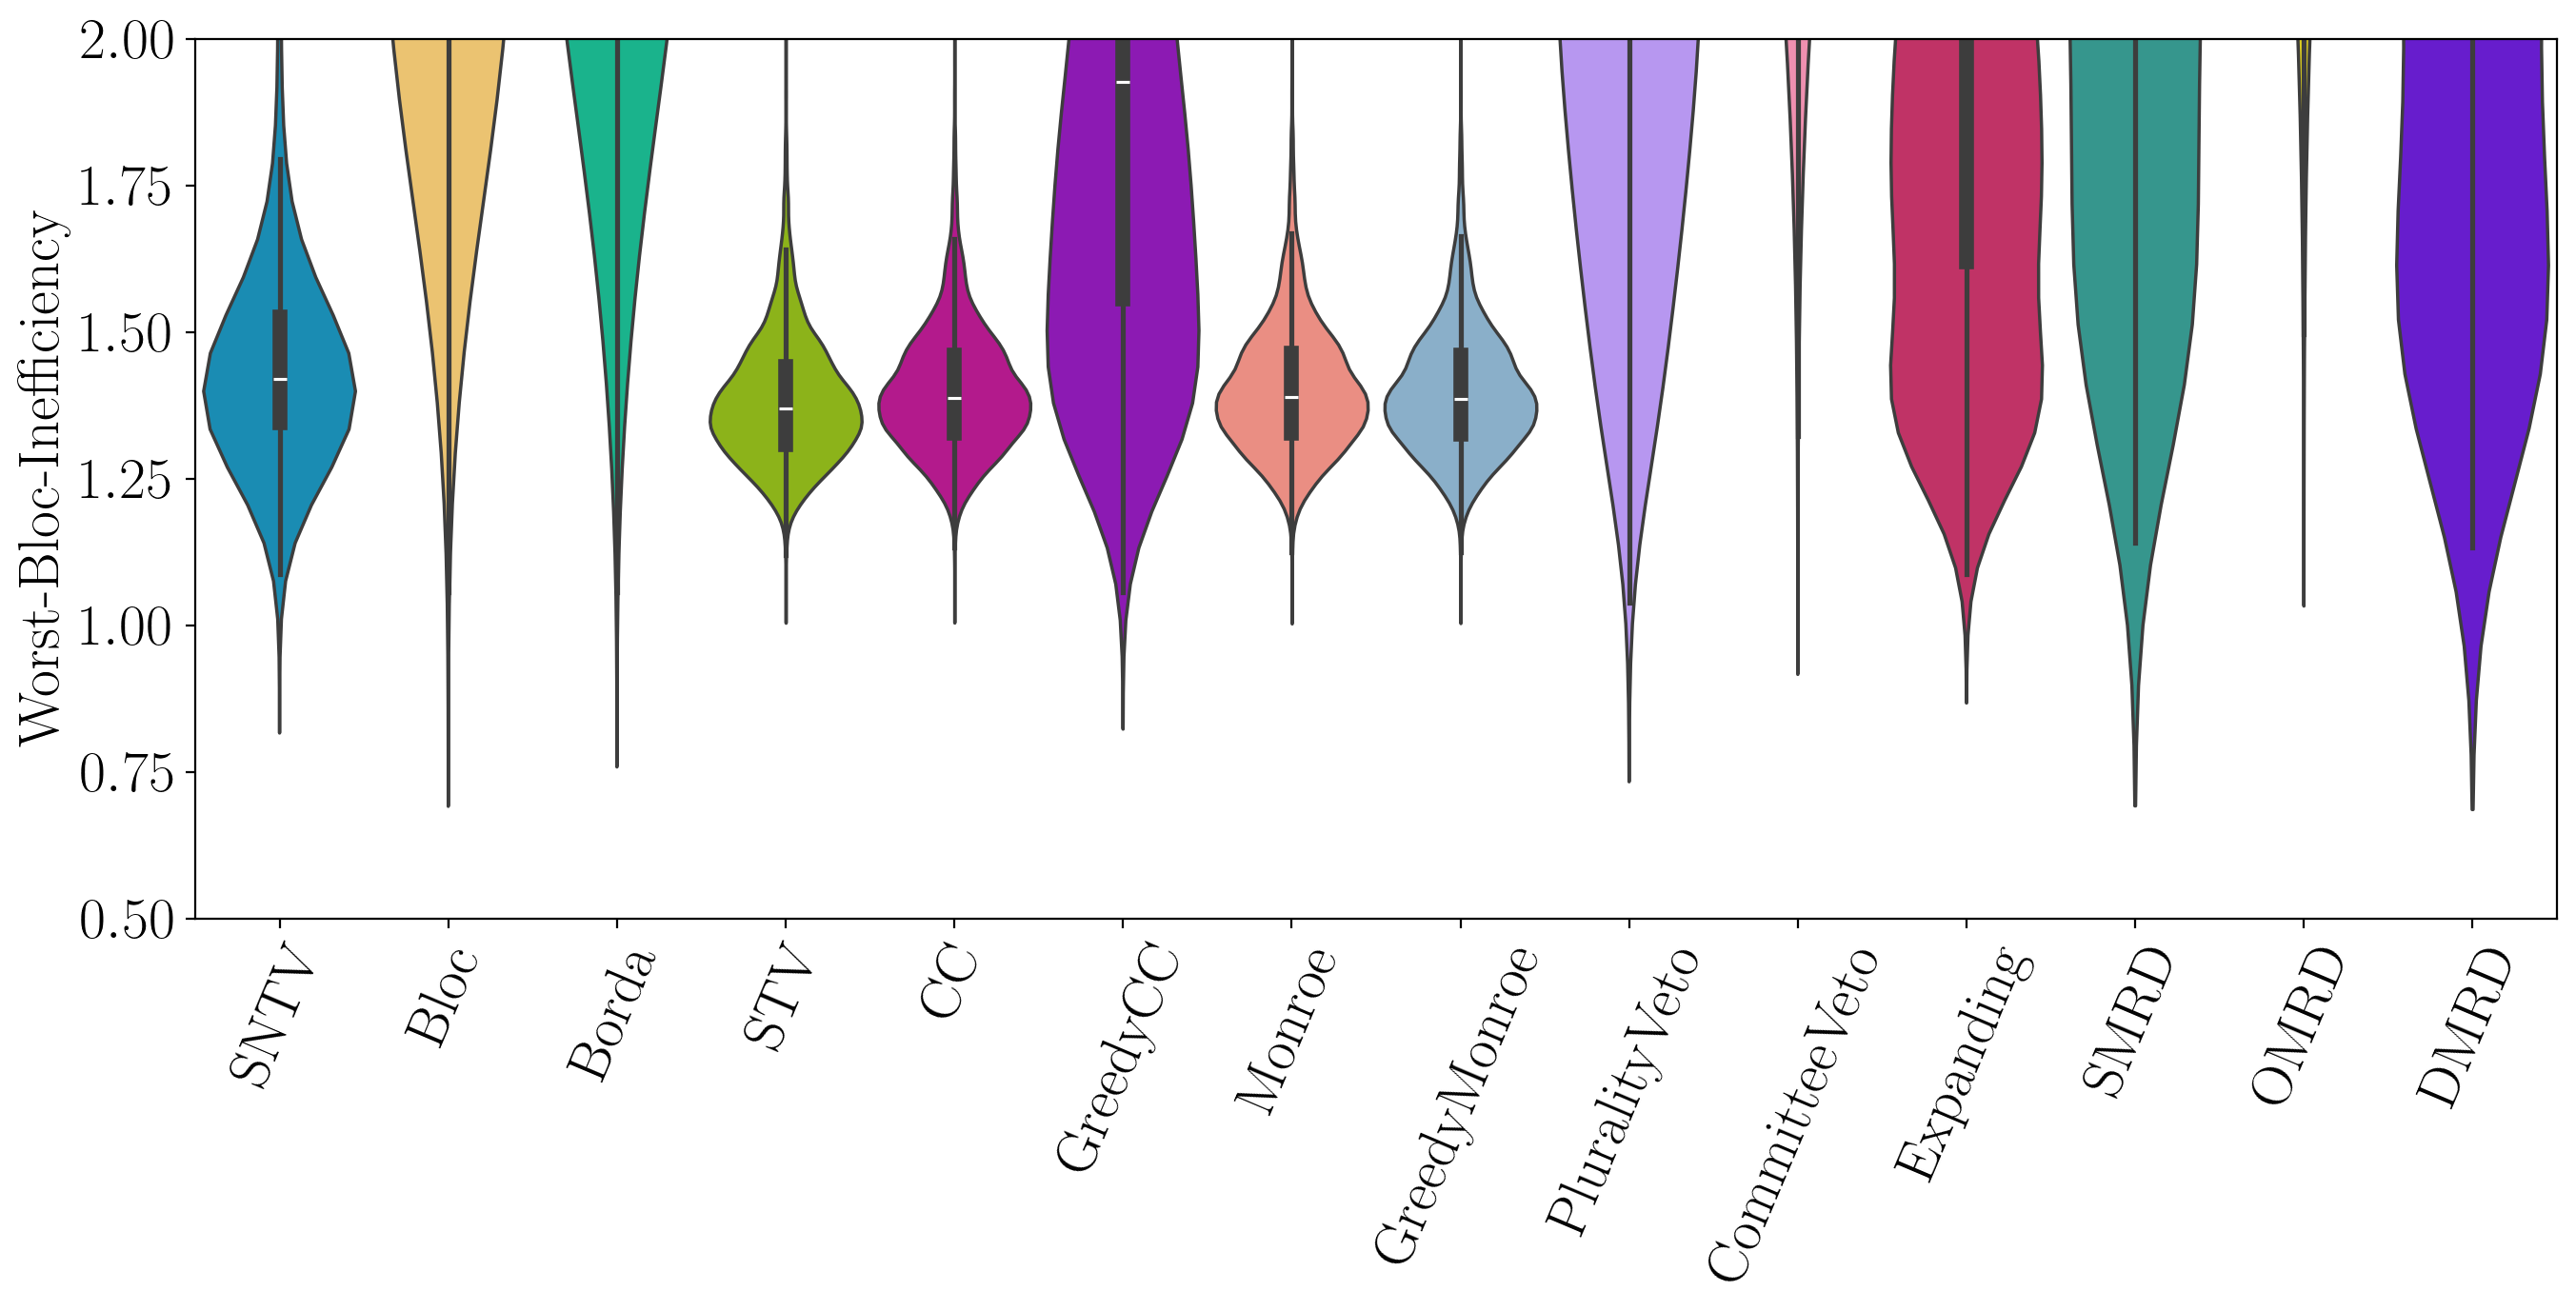 Worst-Bloc-Inefficiency
2.00
1.75
1.50
1.25
1.00
0.75
0.50
SNTV
Bloc
Borda
STV
CC
GreedyCC
Monroe
GreedyMonroe
PluralityVeto
CommitteeVeto
Expanding
SMRD
OMRD
DMRD